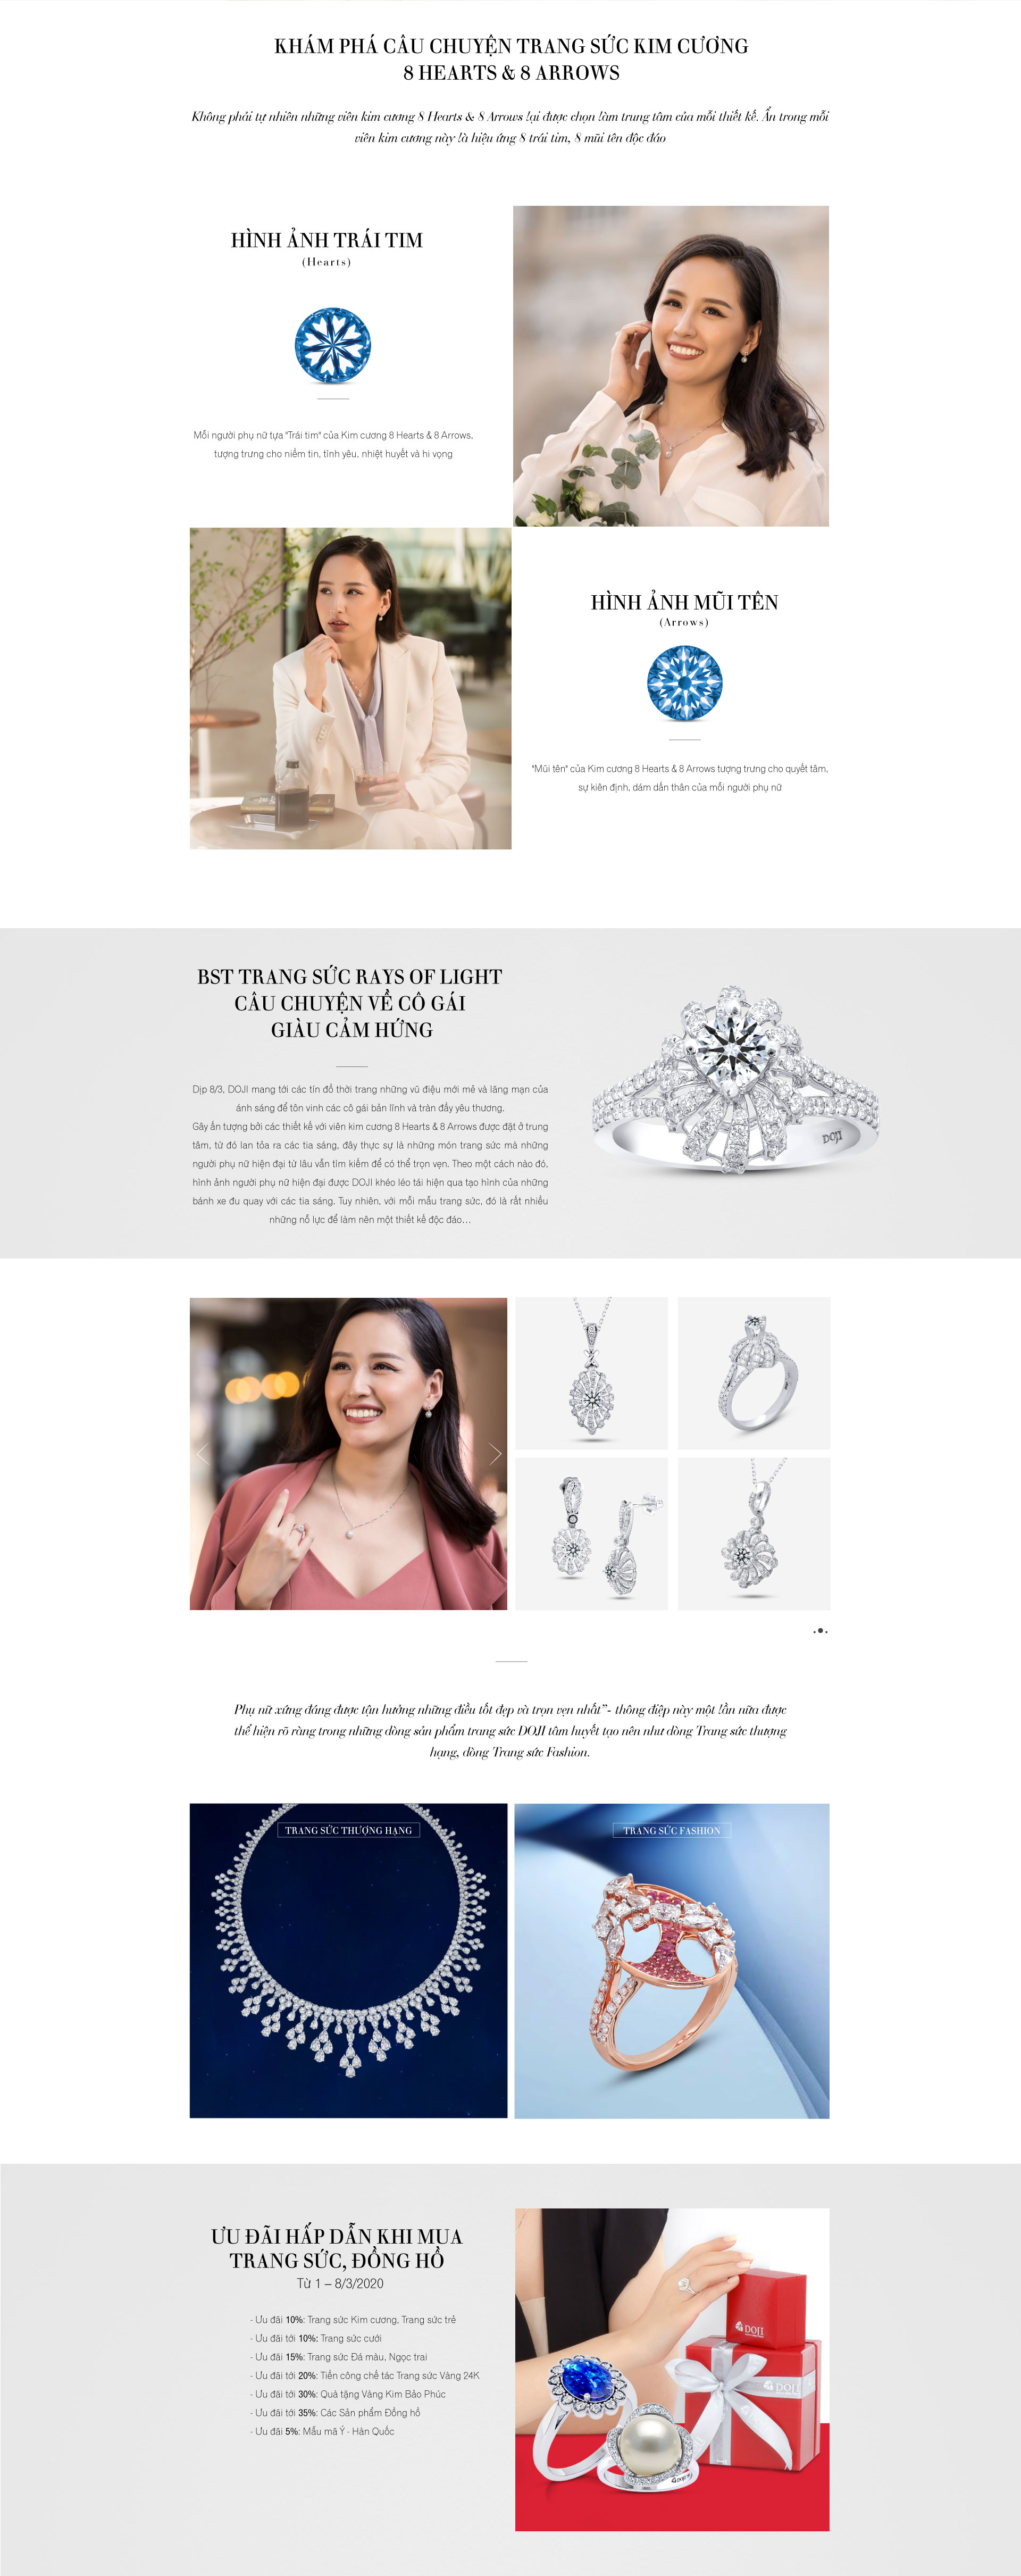 KHÁM PHÁ CÂU CHUYỆN TRANG SỨC KIM CƯƠNG
8 HEARTS & 8 ARROWS
Không phải tự nhiên những viên kim cương 8 Hearts & 8 Arrows lại được chọn làm trung tâm của mỗi thiết kế. Ẩn trong mỗi
viên kim cương này là hiệu ứng 8 trái tim, 8 mũi tên độc đáo
HÌNH ẢNH TRÁI TIM
(Hearts)
Mỗi người phụ nữ tựa "Trái tim" của Kim cương 8 Hearts & 8 Arrows,
tượng trưng cho niềm tin, tình yêu, nhiệt huyết và hi vọng
HÌNH ẢNH MŨI TÊN
(Arrows)
"Mũi tên" của Kim cương 8 Hearts & 8 Arrows tượng trưng cho quyết tâm,
sự kiên định, dám dấn thân của mỗi người phụ nữ
BST TRANG SỨC RAYS OF LIGHT
CÂU CHUYỆN VỀ CÔ GÁI
GIÀU CẢM HỨNG
Dịp 8/3, DOJI mang tới các tín đồ thời trang những vũ điệu mới mẻ và lãng mạn của
ánh sáng để tôn vinh các cô gái bản lĩnh và tràn đầy yêu thương.
Gây ấn tượng bởi các thiết kế với viên kim cương 8 Hearts & 8 Arrows được đặt ở trung
tâm, từ đó lan tỏa ra các tia sáng, đây thực sự là những món trang sức mà những
người phụ nữ hiện đại từ lâu vẫn tìm kiếm để có thể trọn vẹn. Theo một cách nào đó,
hình ảnh người phụ nữ hiện đại được DOJI khéo léo tái hiện qua tạo hình của những
bánh xe đu quay với các tia sáng. Tuy nhiên, với mỗi mẫu trang sức, đó là rất nhiều
những nỗ lực để làm nên một thiết kế độc đáo...
DOJI
Phụ nữ xứng đáng được tận hưởng những điều tốt đẹp và trọn vẹn nhất”- thông điệp này một lần nữa được
thể hiện rõ ràng trong những dòng sản phẩm trang sức DOJI tâm huyết tạo nên như dòng Trang sức thượng
hạng, dòng Trang sức Fashion.
TRANG SỨC THƯỢNG HẠNG
TRANG SỨC FASHION
ƯU ĐÃI HẤP DẪN KHI MUA
TRANG SỨC, ĐỒNG HỒ
Từ 1 – 8/3/2020
- Ưu đãi 10%: Trang sức Kim cương, Trang sức trẻ
- Ưu đãi tới 10%: Trang sức cưới
- Ưu đãi 15%: Trang sức Đá màu, Ngọc trai
- Ưu đãi tới 20%: Tiền công chế tác Trang sức Vàng 24K
- Ưu đãi tới 30%: Quà tặng Vàng Kim Bảo Phúc
- Ưu đãi tới 35%: Các Sản phẩm Đồng hồ
- Ưu đãi 5%: Mẫu mã Ý - Hàn Quốc
DOJI
DOJI
DOJI